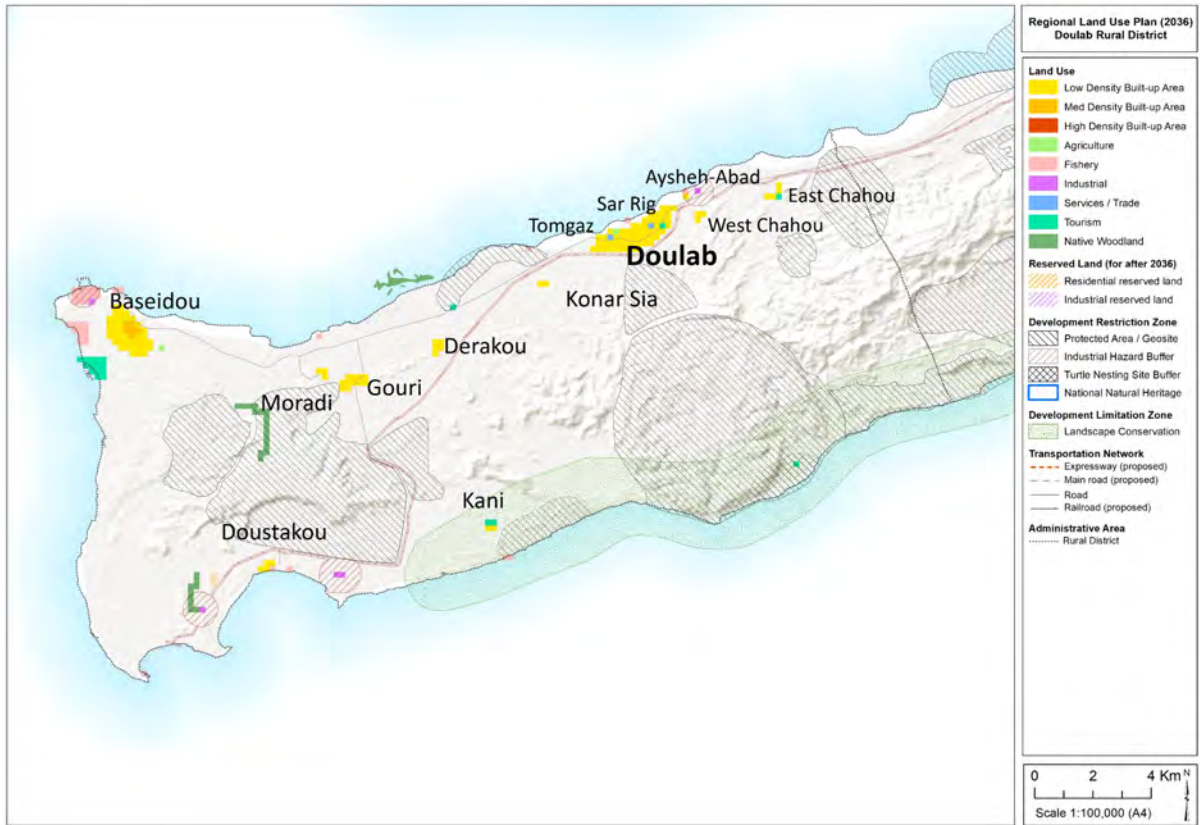 Regional Land Use Plan (2036)
Doulab Rural District
Land Use
Low Density Built-up Area
Med Density Built-up Area
High Density Built-up Area
Agriculture
Fishery
Industrial
Services / Trade
Tourism
Native Woodland
Reserved Land (for after 2036)
Residential reserved land
Industrial reserved land
Development Restriction Zone
Protected Area / Geosite
Industrial Hazard Buffer
Turtle Nesting Site Buffer
National Natural Heritage
Development Limitation Zone
Landscape Conservation
Transportation Network
Expressway (proposed)
Main road (proposed)
Road
Railroad (proposed)
Administrative Area
Rural District
0 2 4 Km N
Scale 1:100,000 (A4)
Aysheh-Abad
East Chahou
Sar Rig
West Chahou
Tomgaz
Doulab
Konar Sia
Baseidou
Derakou
Gouri
Moradi
Kani
Doustakou